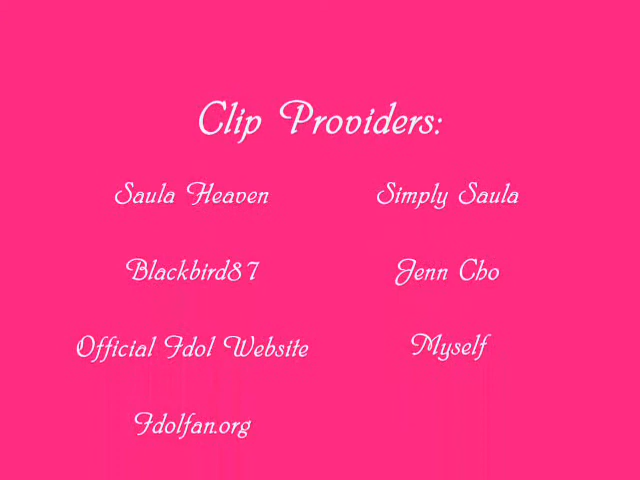 Clip Providers:
Saula Heaven
Simply Saula
Blackbird87
Jenn Cho
Official Idol Website
Myself
Idolfan.org